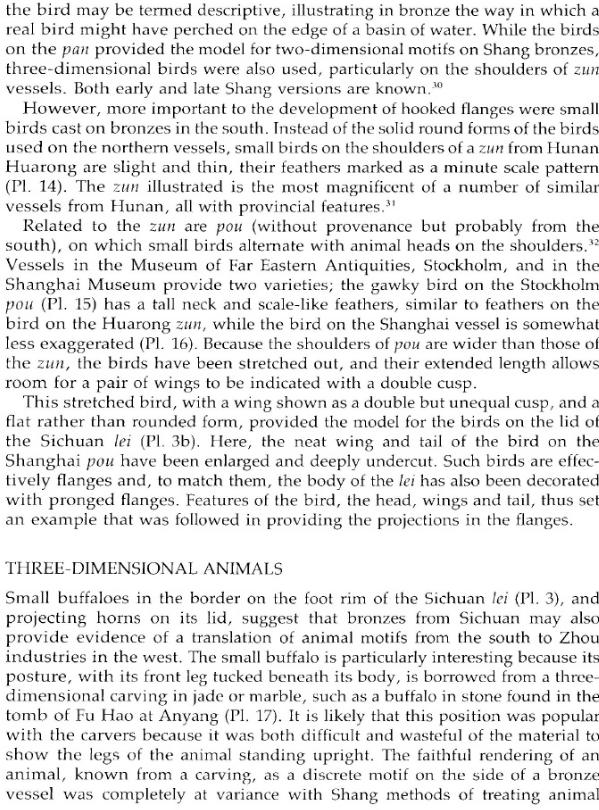 the bird may be termed descriptive, illustrating in bronze the way in which a
real bird might have perched on the edge of a basin of water. While the birds
on the pan provided the model for two-dimensional motifs on Shang bronzes,
three-dimensional birds were also used, particularly on the shoulders of zun
vessels. Both early and late Shang versions are known.³⁰
However, more important to the development of hooked flanges were small
birds cast on bronzes in the south. Instead of the solid round forms of the birds
used on the northern vessels, small birds on the shoulders of a zun from Hunan
Huarong are slight and thin, their feathers marked as a minute scale pattern
(Pl. 14). The zun illustrated is the most magnificent of a number of similar
vessels from Hunan, all with provincial features.³¹
Related to the zun are pou (without provenance but probably from the
south), on which small birds alternate with animal heads on the shoulders.³²
Vessels in the Museum of Far Eastern Antiquities, Stockholm, and in the
Shanghai Museum provide two varieties; the gawky bird on the Stockholm
pou (Pl. 15) has a tall neck and scale-like feathers, similar to feathers on the
bird on the Huarong zun, while the bird on the Shanghai vessel is somewhat
less exaggerated (Pl. 16). Because the shoulders of pou are wider than those of
the zun, the birds have been stretched out, and their extended length allows
room for a pair of wings to be indicated with a double cusp.
This stretched bird, with a wing shown as a double but unequal cusp, and a
flat rather than rounded form, provided the model for the birds on the lid of
the Sichuan lei (Pl. 3b). Here, the neat wing and tail of the bird on the
Shanghai pou have been enlarged and deeply undercut. Such birds are effec-
tively flanges and, to match them, the body of the lei has also been decorated
with pronged flanges. Features of the bird, the head, wings and tail, thus set
an example that was followed in providing the projections in the flanges.
THREE-DIMENSIONAL ANIMALS
Small buffaloes in the border on the foot rim of the Sichuan lei (Pl. 3), and
projecting horns on its lid, suggest that bronzes from Sichuan may also
provide evidence of a translation of animal motifs from the south to Zhou
industries in the west. The small buffalo is particularly interesting because its
posture, with its front leg tucked beneath its body, is borrowed from a three-
dimensional carving in jade or marble, such as a buffalo in stone found in the
tomb of Fu Hao at Anyang (Pl. 17). It is likely that this position was popular
with the carvers because it was both difficult and wasteful of the material to
show the legs of the animal standing upright. The faithful rendering of an
animal, known from a carving, as a discrete motif on the side of a bronze
vessel was completely at variance with Shang methods of treating animal